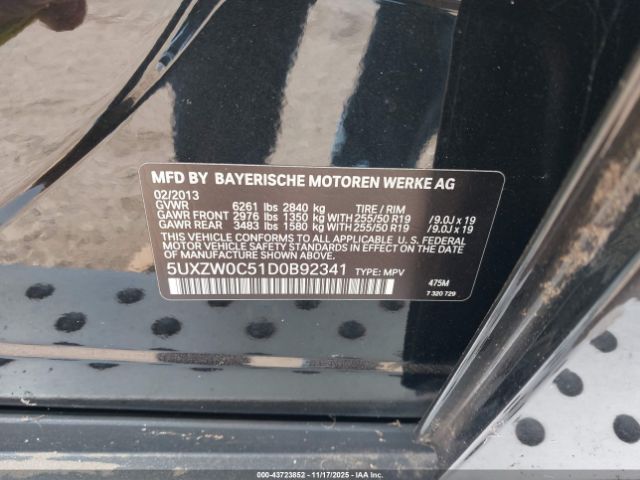 MFD BY BAYERISCHE MOTOREN WERKE AG
02/2013
GVWR 6261 lbs 2840 kg TIRE / RIM
GAWR FRONT 2976 lbs 1350 kg WITH 255/50 R19 /9.0J x 19
GAWR REAR 3483 lbs 1580 kg WITH 255/50 R19 /9.0J x 19
THIS VEHICLE CONFORMS TO ALL APPLICABLE U.S. FEDERAL
MOTOR VEHICLE SAFETY STANDARDS IN EFFECT ON THE DATE OF
MANUFACTURE SHOWN ABOVE.
5UXZW0C51D0B92341 TYPE: MPV
475M
7 320 729
000-43723852 | 11/17/2025 - IAA Inc.